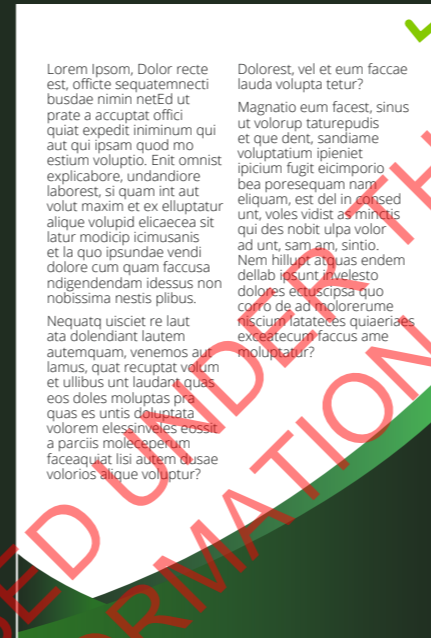 Lorem Ipsom, Dolor recte
est, officte sequatemnecti
busdae nimin netEd ut
prate a accuptat offici
quiat expedit iniminum qui
aut qui ipsam quod mo
estium voluptio. Enit omnist
explicabore, undandiore
laborest, si quam int aut
volut maxim et ex elluptatur
alique volupid elicaecea sit
latur modicip icimusanis
et la quo ipsundae vendi
dolore cum quam faccusa
ndigendendam idessus non
nobissima nestis plibus.
Nequatq uisciet re laut
ata dolendiant lautem
autemquam, venemos aut
lamus, quat recuptat volum
et ullibus unt laudant quas
eos doles moluptas pra
quas es untis doluptata
volorem elessinveles eossit
a parciis moleceperum
faceaquiat lisi autem dusae
volorios alique voluptur?
Dolorest, vel et eum faccae
lauda volupta tetur?
Magnatio eum facest, sinus
ut volorup taturepudis
et que dent, sandiame
voluptatium ipieniet
ipicium fugit eicimporio
bea poresequam nam
eliquam, est del in consed
unt, voles vidist as minctis
qui des nobit ulpa volor
ad unt, sam am, sintio.
Nem hillupt atquas endem
dellab ipsunt invelesto
dolores ectuscipsa quo
corro de ad molorerume
niscium latateces quiaeriaes
exceatecum faccus ame
moluptatur?
SED UNDER TH
ORMATION